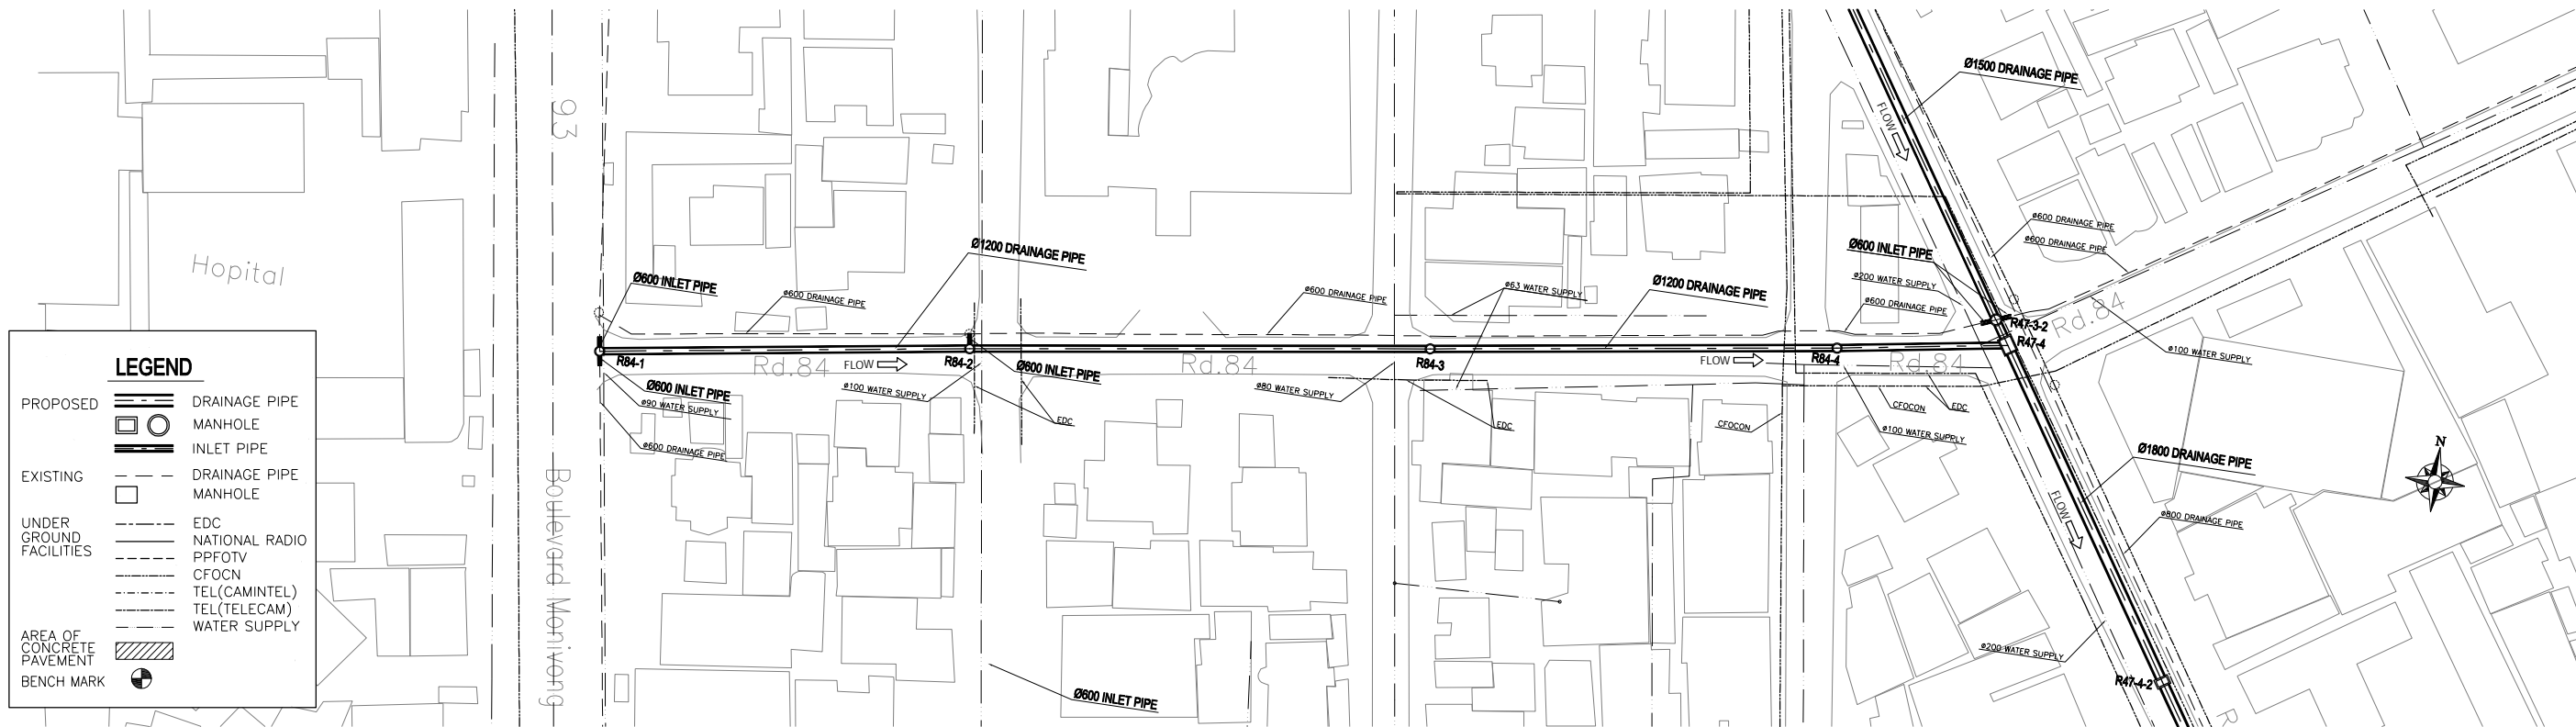 Hopital
93
Boulevard Monivong
LEGEND
PROPOSED
DRAINAGE PIPE
MANHOLE
INLET PIPE
EXISTING
DRAINAGE PIPE
MANHOLE
UNDER
GROUND
FACILITIES
EDC
NATIONAL RADIO
PPFOTV
CFOCN
TEL(CAMINTEL)
TEL(TELECAM)
WATER SUPPLY
AREA OF
CONCRETE
PAVEMENT
BENCH MARK
Ø600 INLET PIPE
ø600 DRAINAGE PIPE
Ø1200 DRAINAGE PIPE
R84-1
Rd.84
FLOW
R84-2
Ø600 INLET PIPE
ø90 WATER SUPPLY
ø600 DRAINAGE PIPE
ø100 WATER SUPPLY
Ø600 INLET PIPE
EDC
Ø600 INLET PIPE
ø600 DRAINAGE PIPE
Rd.84
ø80 WATER SUPPLY
R84-3
ø63 WATER SUPPLY
Ø1200 DRAINAGE PIPE
EDC
FLOW
CFOCON
R84-4
Rd.84
Ø600 INLET PIPE
ø200 WATER SUPPLY
ø600 DRAINAGE PIPE
CFOCON
EDC
ø100 WATER SUPPLY
Ø1500 DRAINAGE PIPE
FLOW
ø600 DRAINAGE PIPE
ø600 DRAINAGE PIPE
R47-3-2
R47-4
Rd.84
ø100 WATER SUPPLY
Ø1800 DRAINAGE PIPE
FLOW
ø800 DRAINAGE PIPE
ø200 WATER SUPPLY
R47-4-2
N
R